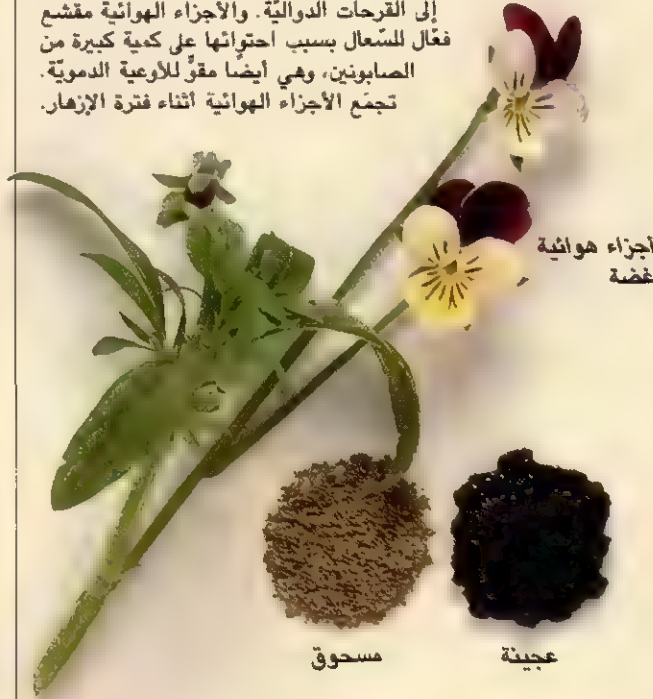 إلى القرحات الدواليّة. والأجزاء الهوائية مقشع
فعّال للسّعال بسبب احتوائها على كمية كبيرة من
الصابونين، وهي أيضًا مقوٍّ للأوعية الدمويّة.
تجمَع الأجزاء الهوائية أثناء فترة الإزهار.
أجزاء هوائية
غضة
مسحوق
عجينة